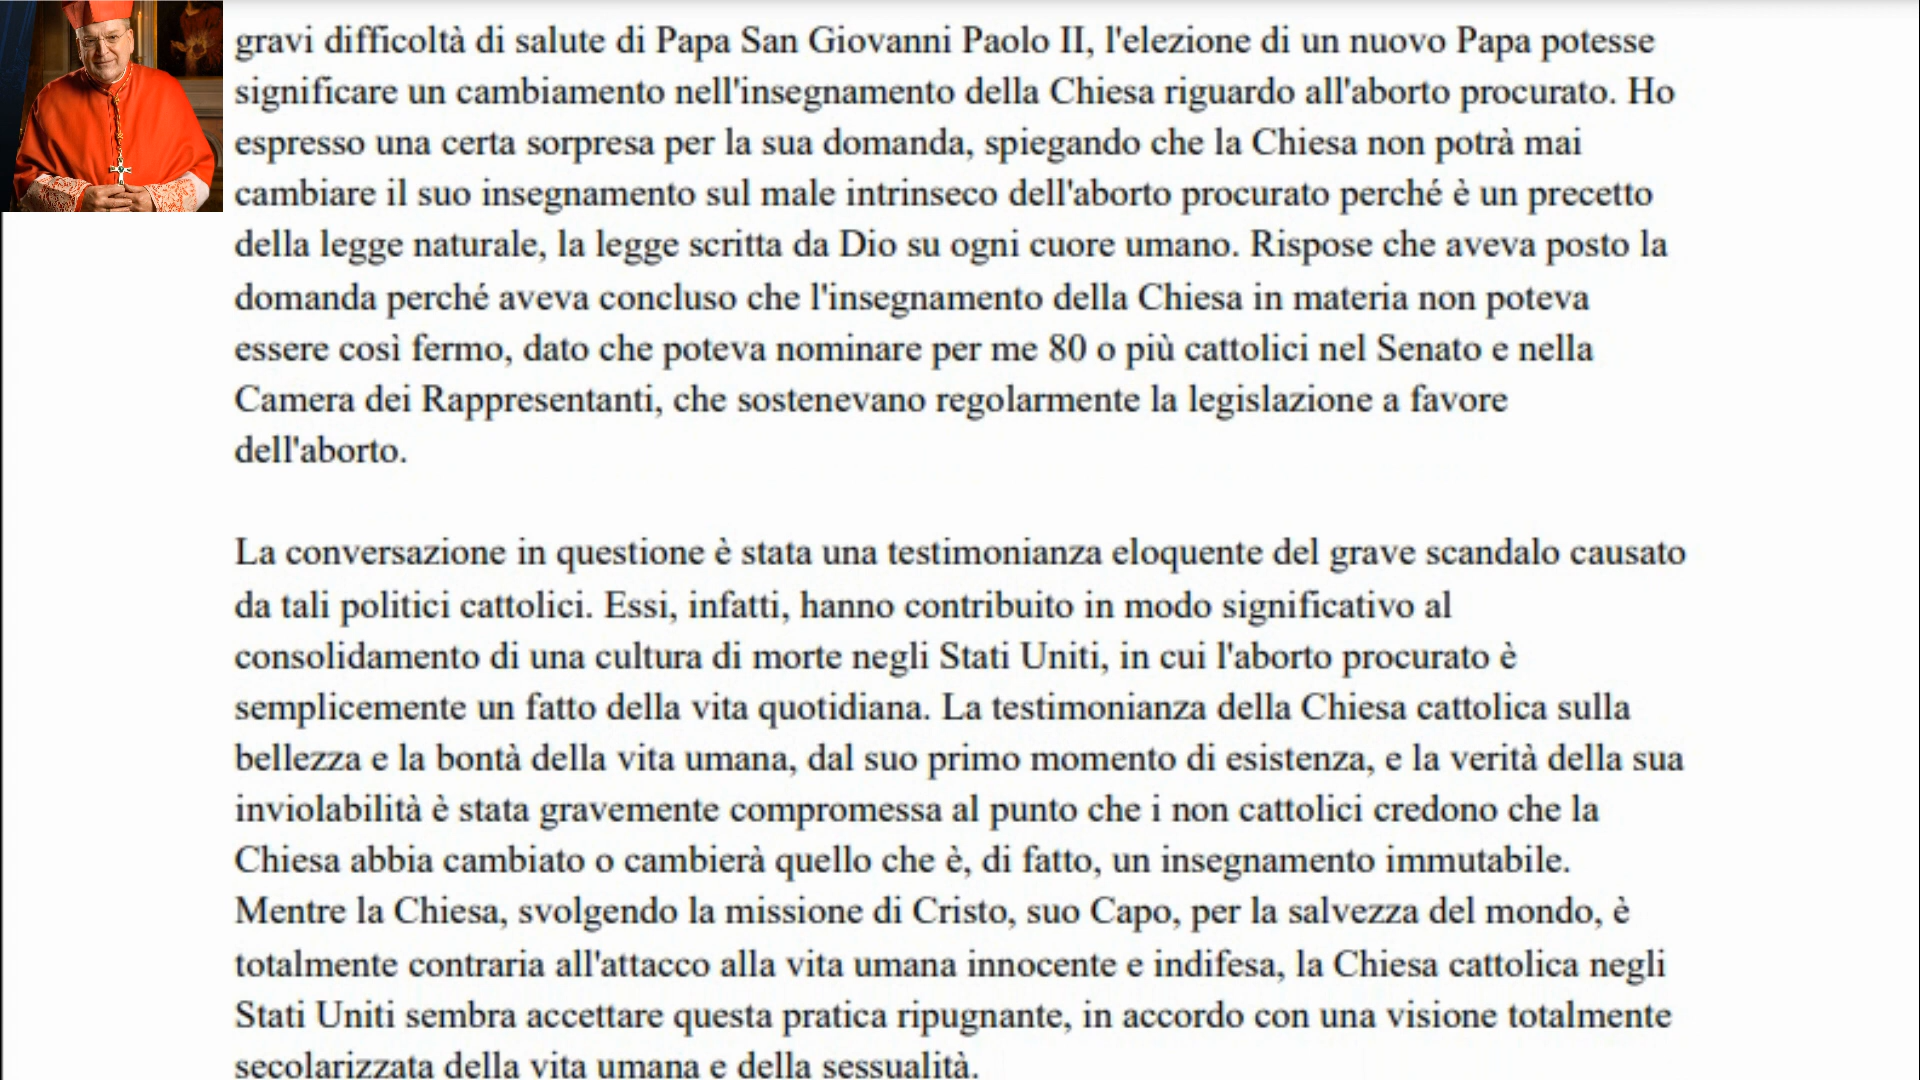 gravi difficoltà di salute di Papa San Giovanni Paolo II, l'elezione di un nuovo Papa potesse
significare un cambiamento nell'insegnamento della Chiesa riguardo all'aborto procurato. Ho
espresso una certa sorpresa per la sua domanda, spiegando che la Chiesa non potrà mai
cambiare il suo insegnamento sul male intrinseco dell'aborto procurato perché è un precetto
della legge naturale, la legge scritta da Dio su ogni cuore umano. Rispose che aveva posto la
domanda perché aveva concluso che l'insegnamento della Chiesa in materia non poteva
essere così fermo, dato che poteva nominare per me 80 o più cattolici nel Senato e nella
Camera dei Rappresentanti, che sostenevano regolarmente la legislazione a favore
dell'aborto.
La conversazione in questione è stata una testimonianza eloquente del grave scandalo causato
da tali politici cattolici. Essi, infatti, hanno contribuito in modo significativo al
consolidamento di una cultura di morte negli Stati Uniti, in cui l'aborto procurato è
semplicemente un fatto della vita quotidiana. La testimonianza della Chiesa cattolica sulla
bellezza e la bontà della vita umana, dal suo primo momento di esistenza, e la verità della sua
inviolabilità è stata gravemente compromessa al punto che i non cattolici credono che la
Chiesa abbia cambiato o cambierà quello che è, di fatto, un insegnamento immutabile.
Mentre la Chiesa, svolgendo la missione di Cristo, suo Capo, per la salvezza del mondo, è
totalmente contraria all'attacco alla vita umana innocente e indifesa, la Chiesa cattolica negli
Stati Uniti sembra accettare questa pratica ripugnante, in accordo con una visione totalmente
secolarizzata della vita umana e della sessualità.